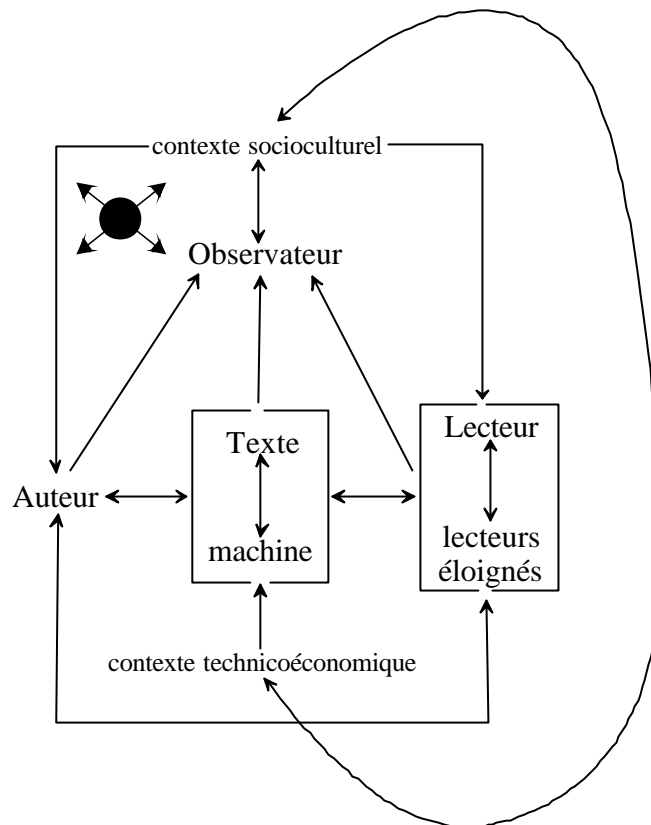 contexte socioculturel
Observateur
Texte
Lecteur
Auteur
machine
lecteurs
éloignés
contexte technicoéconomique